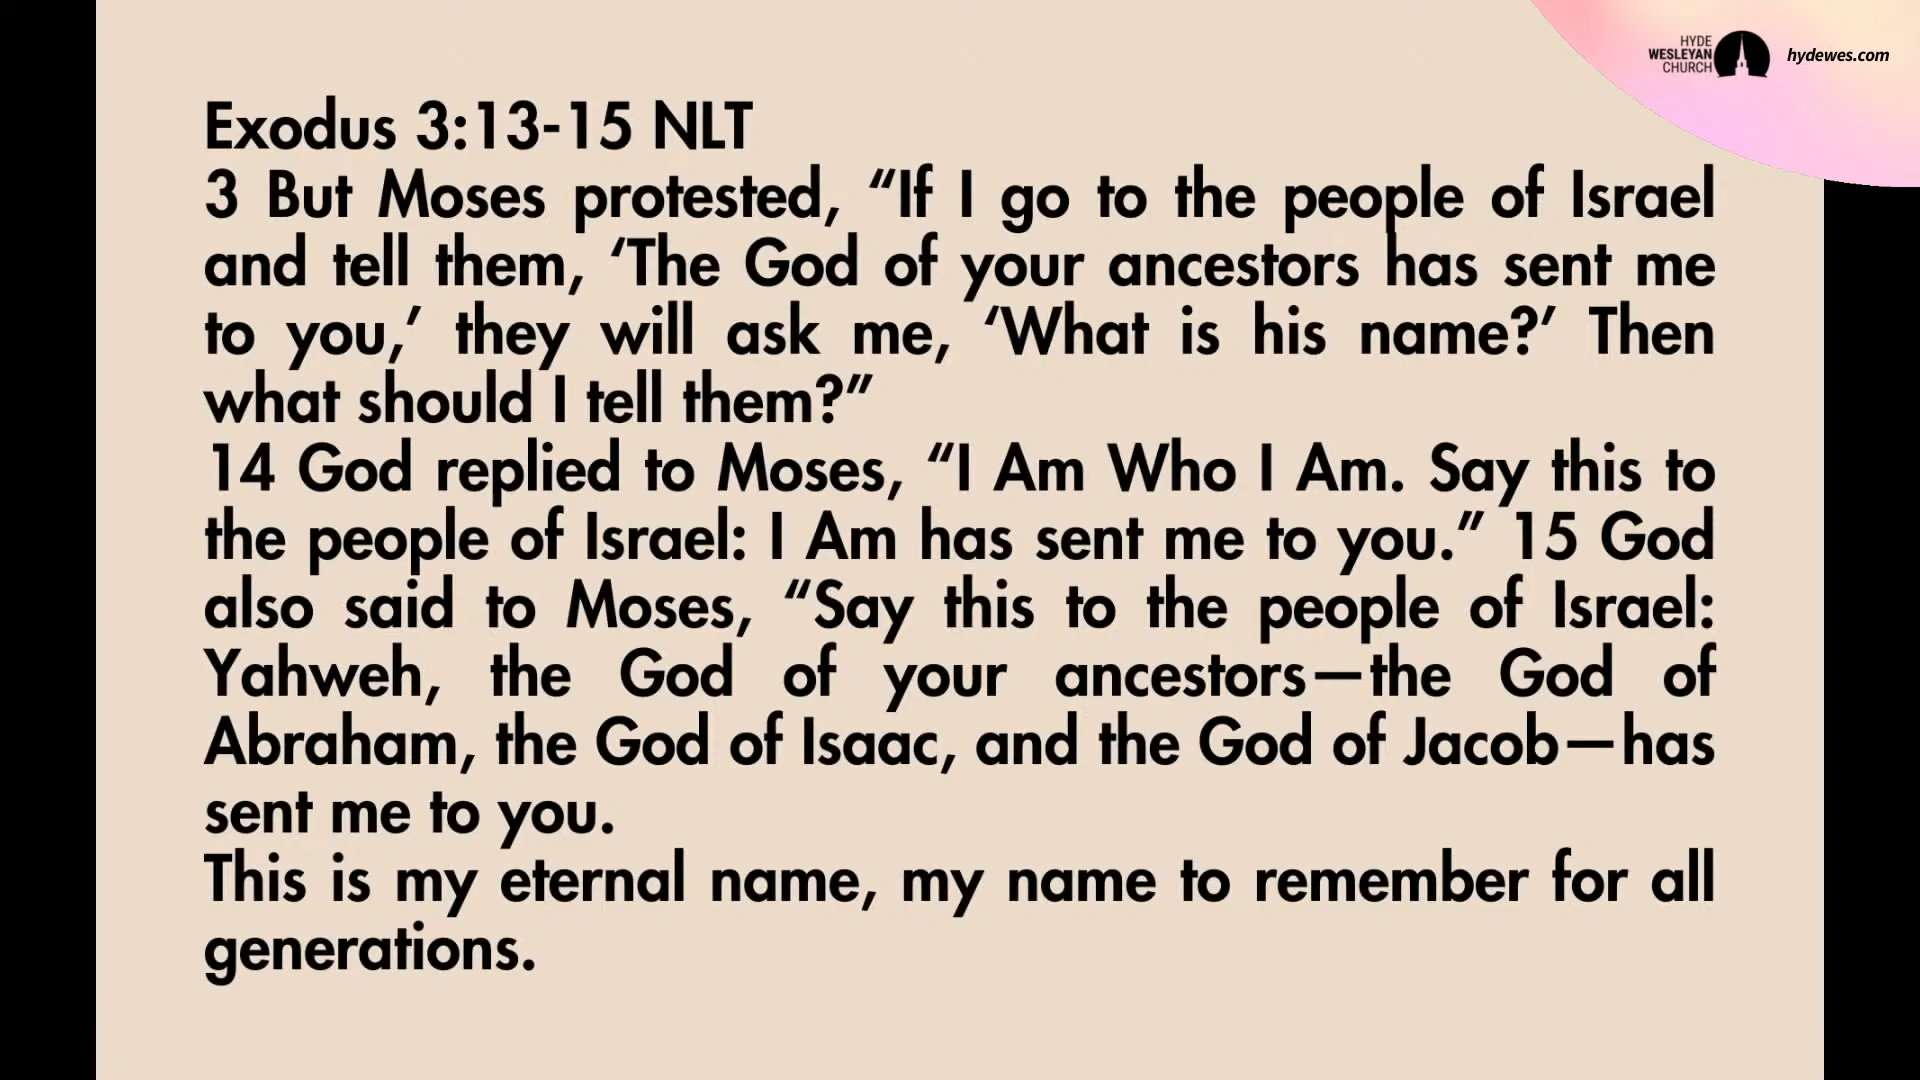 HYDE
WESLEYAN
CHURCH
hydewes.com
Exodus 3:13-15 NLT
3 But Moses protested, “If I go to the people of Israel
and tell them, ‘The God of your ancestors has sent me
to you,’ they will ask me, ‘What is his name?’ Then
what should I tell them?”
14 God replied to Moses, “I Am Who I Am. Say this to
the people of Israel: I Am has sent me to you.” 15 God
also said to Moses, “Say this to the people of Israel:
Yahweh, the God of your ancestors—the God of
Abraham, the God of Isaac, and the God of Jacob—has
sent me to you.
This is my eternal name, my name to remember for all
generations.